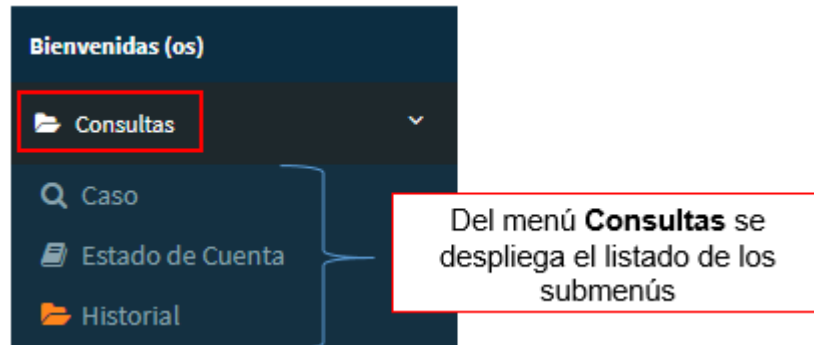 Bienvenidas (os)
Consultas
Caso
Estado de Cuenta
Historial
Del menú Consultas se
despliega el listado de los
submenús